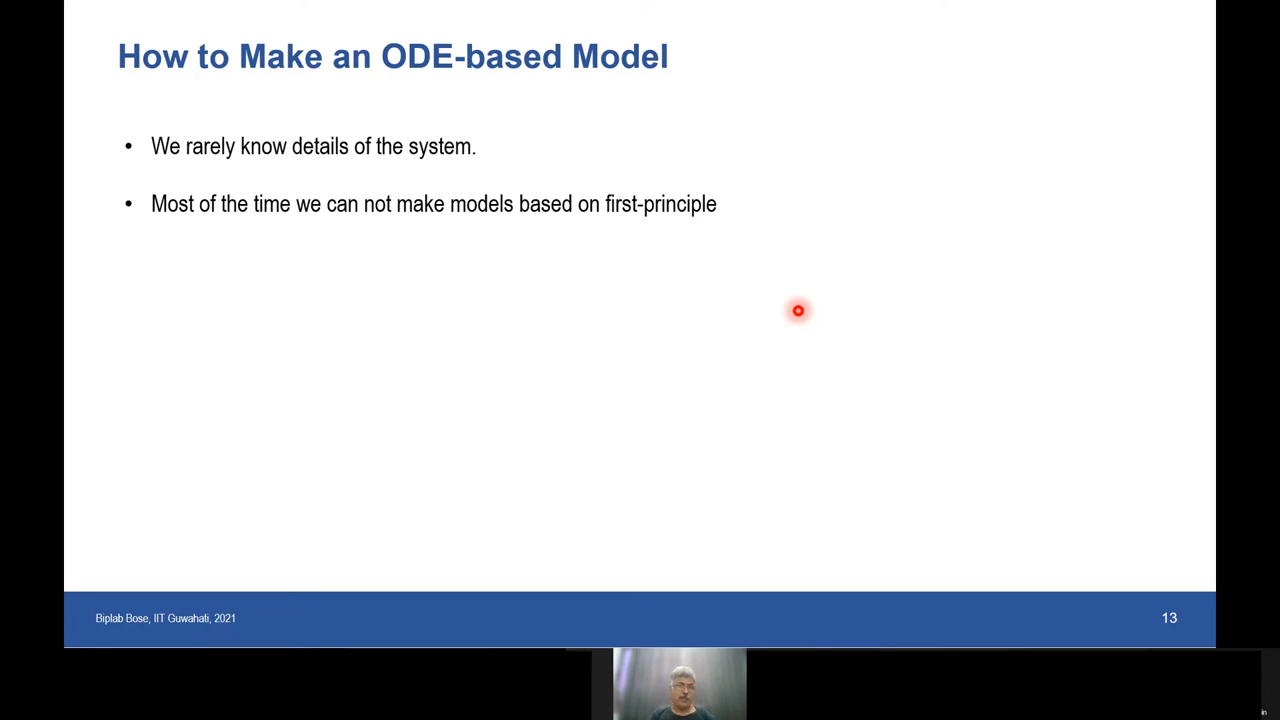 How to Make an ODE-based Model
• We rarely know details of the system.
• Most of the time we can not make models based on first-principle
Biplab Bose, IIT Guwahati, 2021
13
in